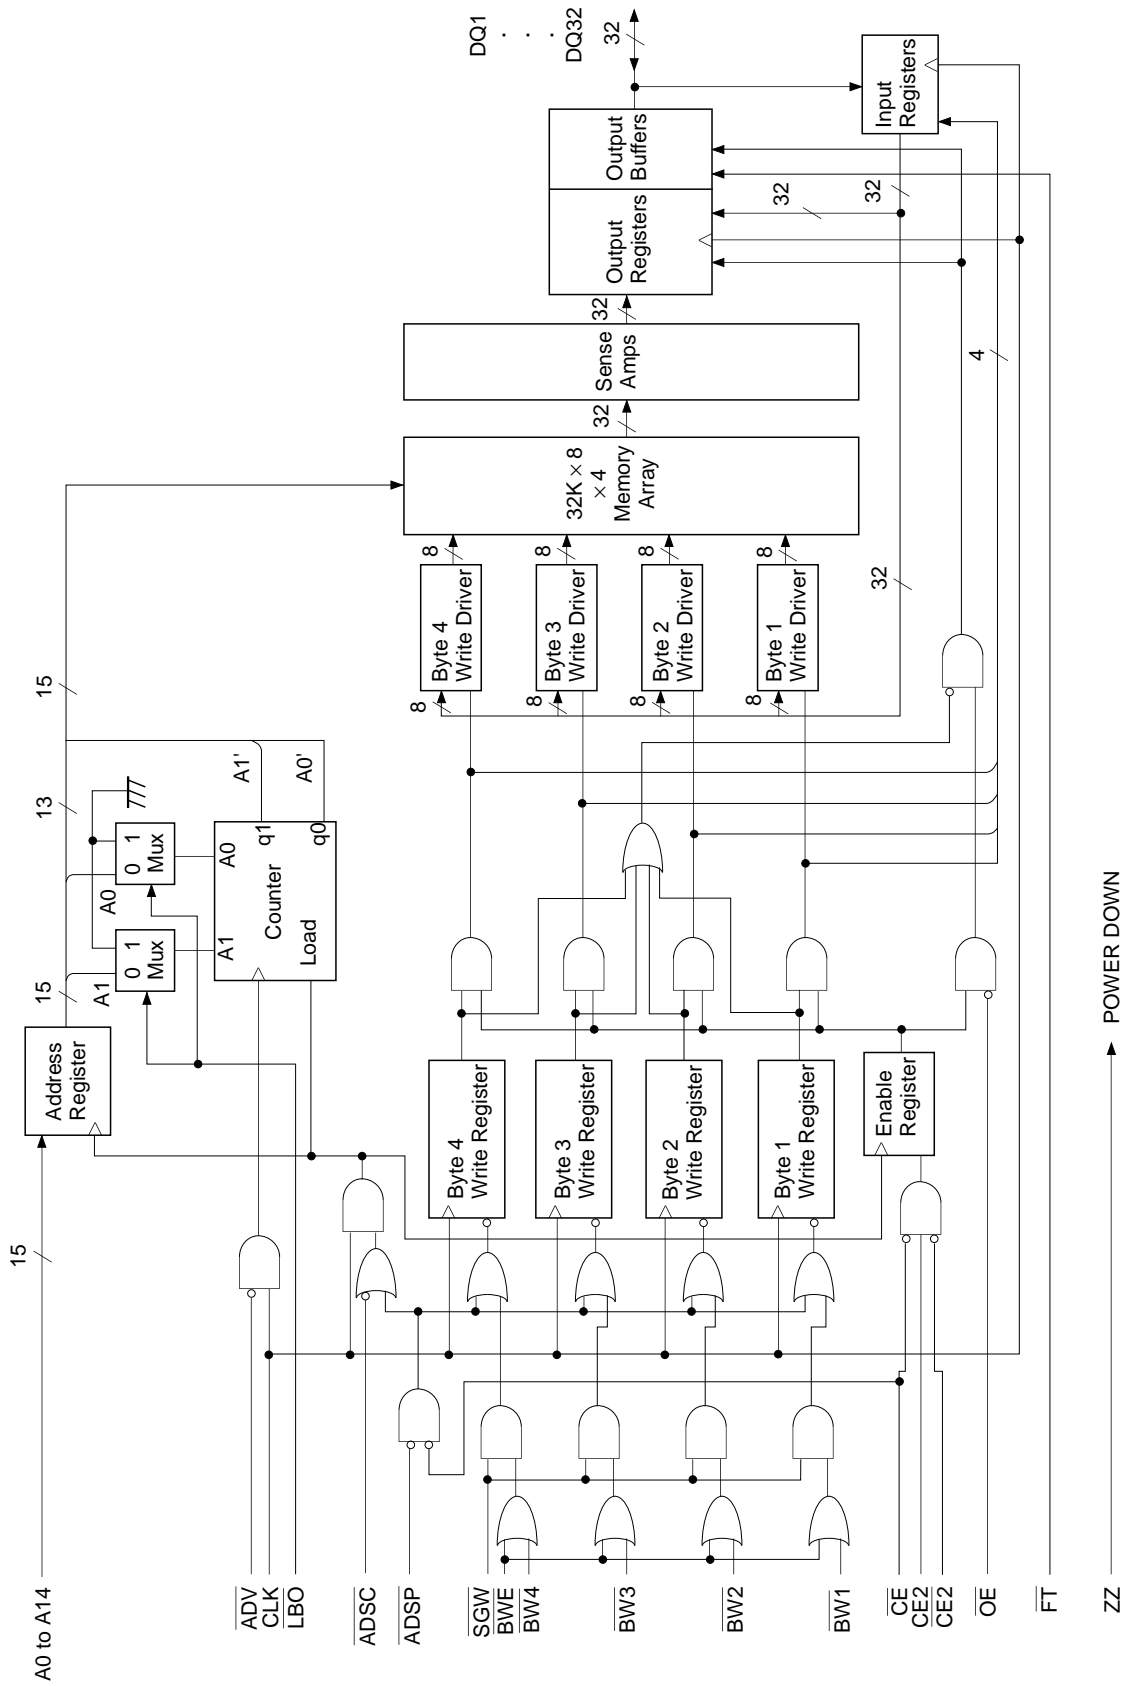 A0 to A14
15
Address
Register
15
13
15
A1
0 1
Mux
A0
0 1
Mux
A1
A0
Counter
Load
q1
q0
A1'
A0'
ADV
CLK
LBO
ADSC
ADSP
SGW
BWE
BW4
BW3
BW2
BW1
CE
CE2
CE2
OE
FT
ZZ
POWER DOWN
Byte 4
Write Register
Byte 3
Write Register
Byte 2
Write Register
Byte 1
Write Register
Enable
Register
8
Byte 4
Write Driver
8
8
Byte 3
Write Driver
8
8
Byte 2
Write Driver
8
8
Byte 1
Write Driver
8
32K × 8
× 4
Memory
Array
32
Sense
Amps
32
Output
Registers
Output
Buffers
32
32
32
4
Input
Registers
DQ1
.
.
.
DQ32
32